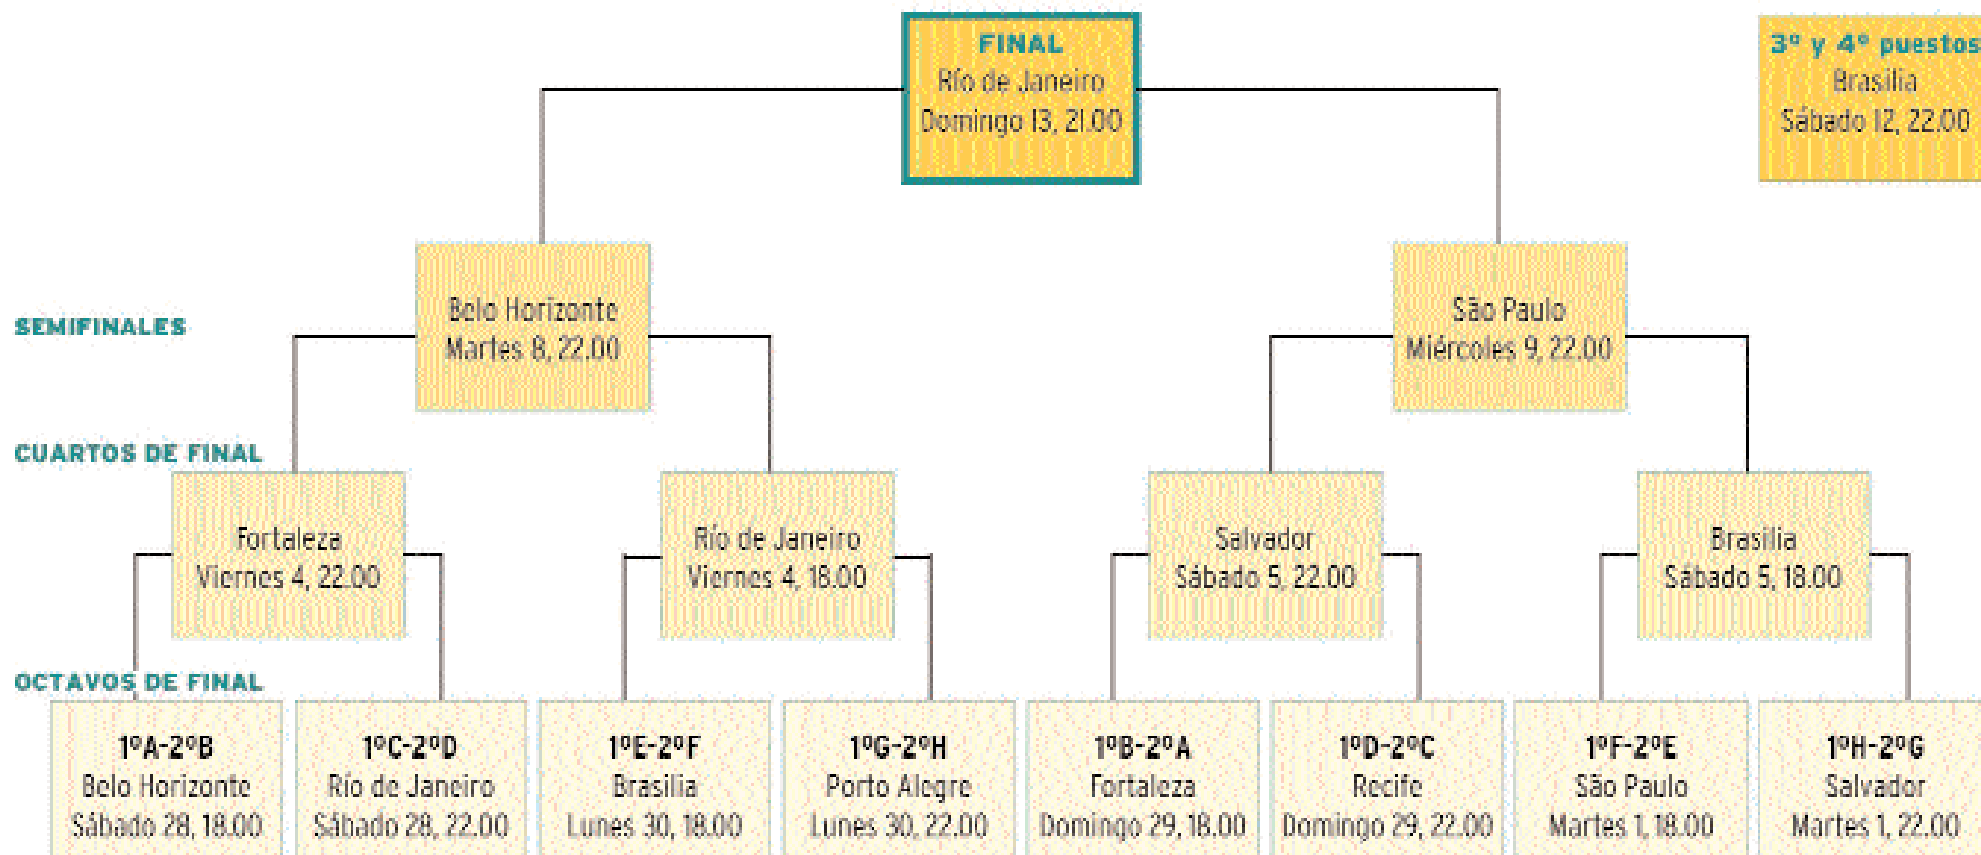 FINAL
Río de Janeiro
Domingo 13, 21.00
3º y 4º puestos
Brasilia
Sábado 12, 22.00
SEMIFINALES
Belo Horizonte
Martes 8, 22.00
São Paulo
Miércoles 9, 22.00
CUARTOS DE FINAL
Fortaleza
Viernes 4, 22.00
Río de Janeiro
Viernes 4, 18.00
Salvador
Sábado 5, 22.00
Brasilia
Sábado 5, 18.00
OCTAVOS DE FINAL
1ºA-2ºB
Belo Horizonte
Sábado 28, 18.00
1ºC-2ºD
Río de Janeiro
Sábado 28, 22.00
1ºE-2ºF
Brasilia
Lunes 30, 18.00
1ºG-2ºH
Porto Alegre
Lunes 30, 22.00
1ºB-2ºA
Fortaleza
Domingo 29, 18.00
1ºD-2ºC
Recife
Domingo 29, 22.00
1ºF-2ºE
São Paulo
Martes 1, 18.00
1ºH-2ºG
Salvador
Martes 1, 22.00